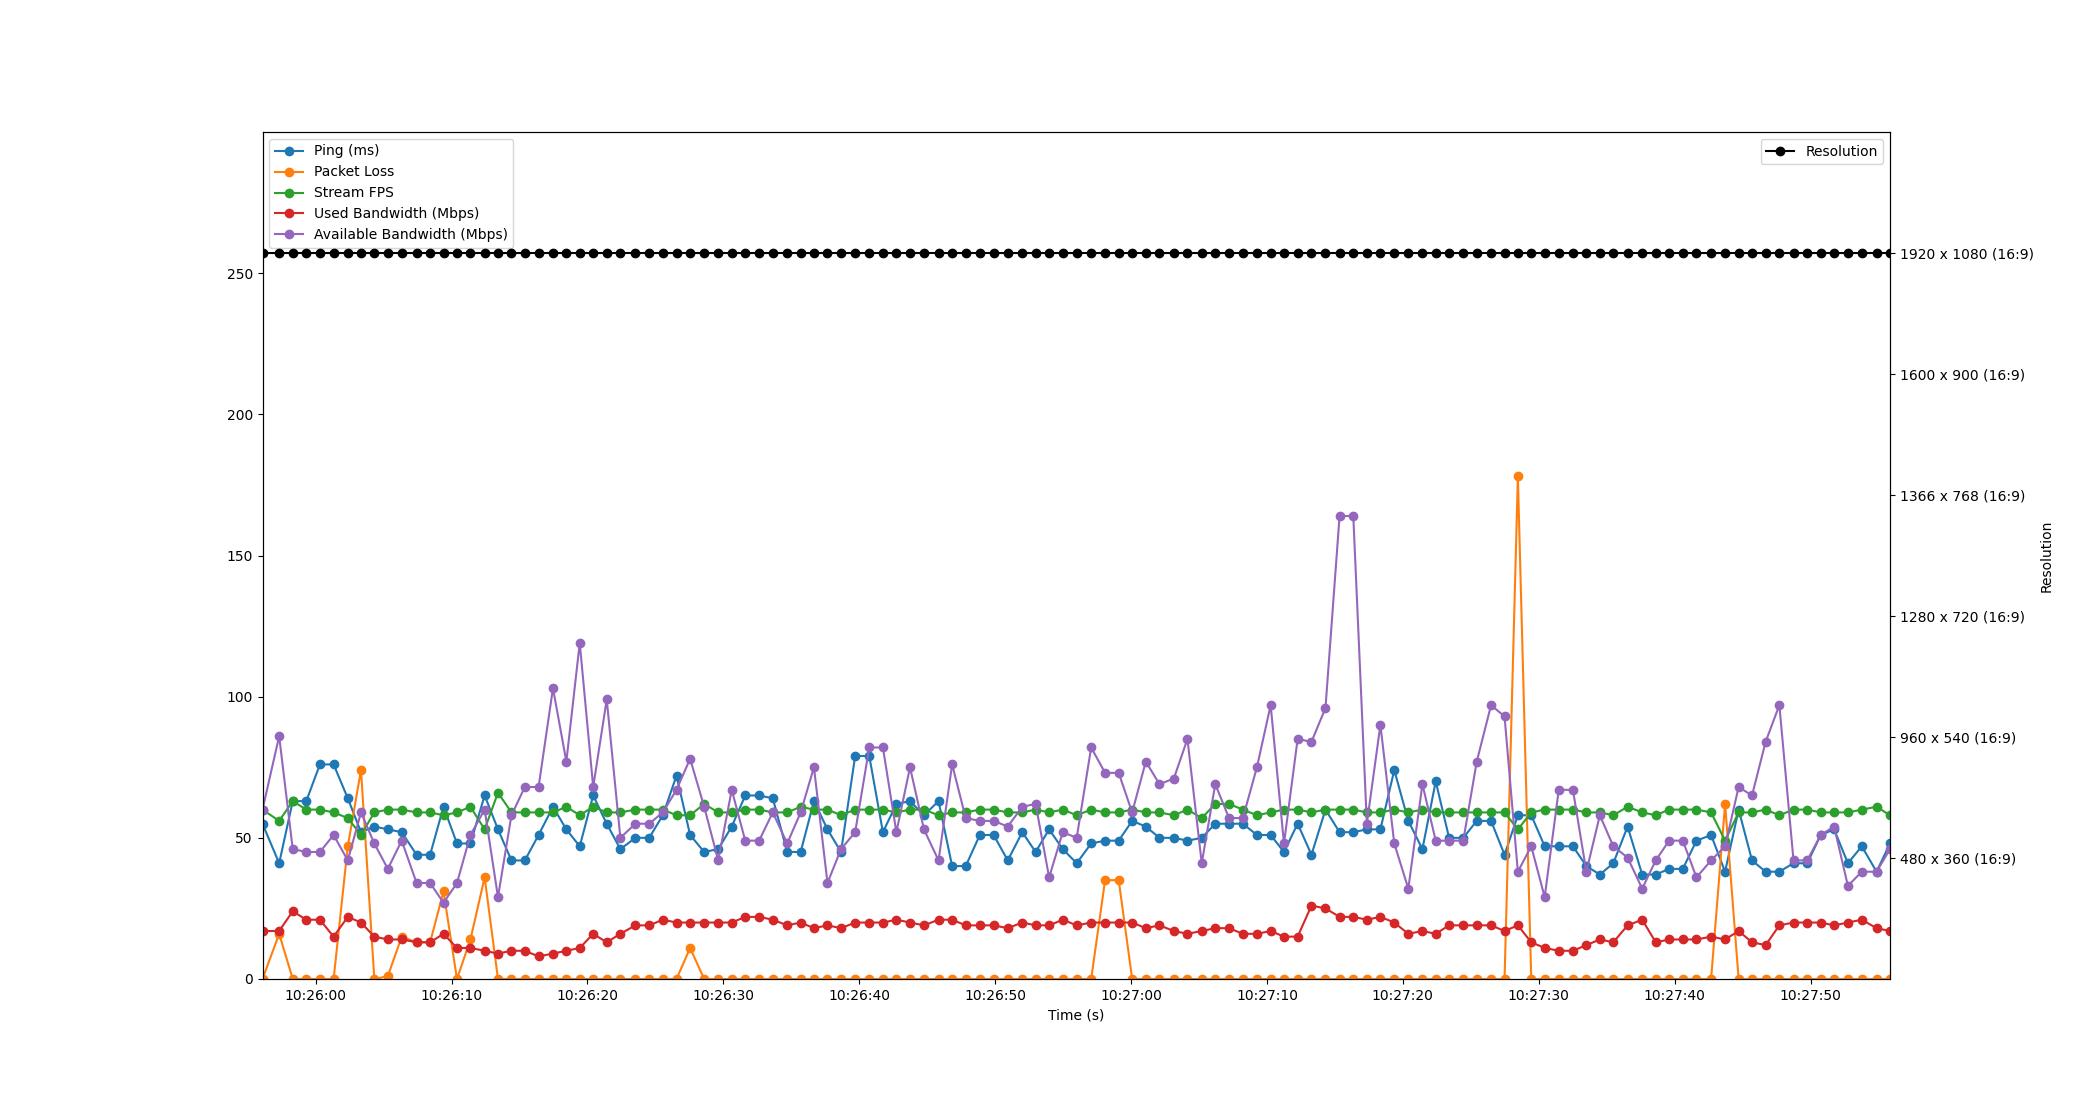 Ping (ms)
Packet Loss
Stream FPS
Used Bandwidth (Mbps)
Available Bandwidth (Mbps)
Resolution
250
200
150
100
50
0
1920 x 1080 (16:9)
1600 x 900 (16:9)
1366 x 768 (16:9)
1280 x 720 (16:9)
960 x 540 (16:9)
480 x 360 (16:9)
Resolution
10:26:00 10:26:10 10:26:20 10:26:30 10:26:40 10:26:50 10:27:00 10:27:10 10:27:20 10:27:30 10:27:40 10:27:50
Time (s)